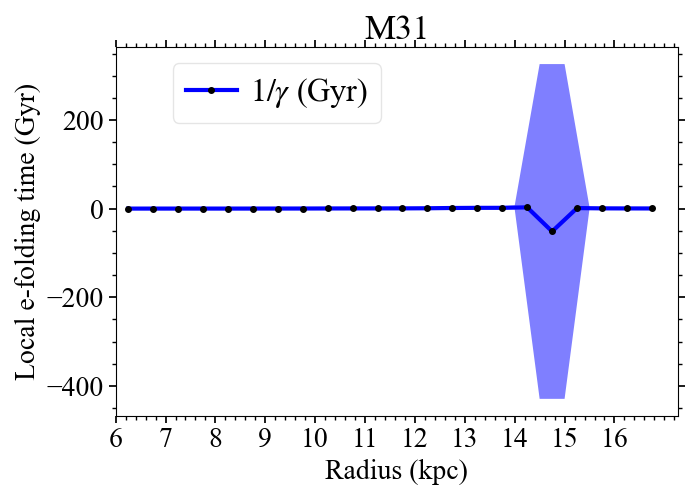 M31
1/γ (Gyr)
Local e-folding time (Gyr)
200
0
−200
−400
6 7 8 9 10 11 12 13 14 15 16
Radius (kpc)